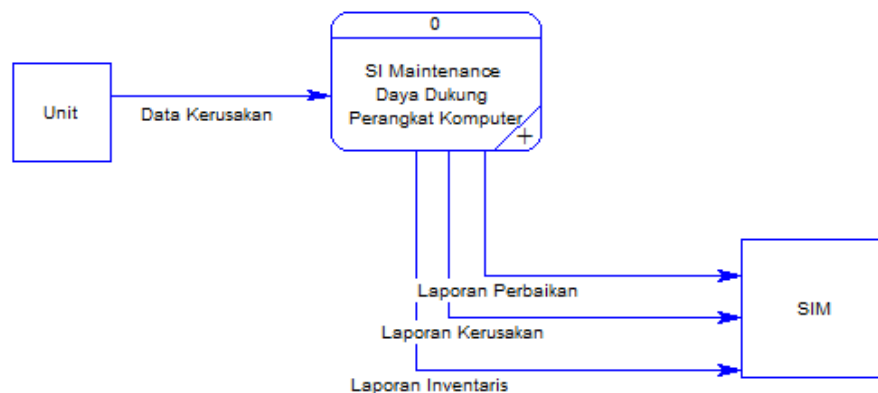 0
SI Maintenance
Daya Dukung
Perangkat Komputer
Unit
Data Kerusakan
Laporan Perbaikan
SIM
Laporan Kerusakan
Laporan Inventaris